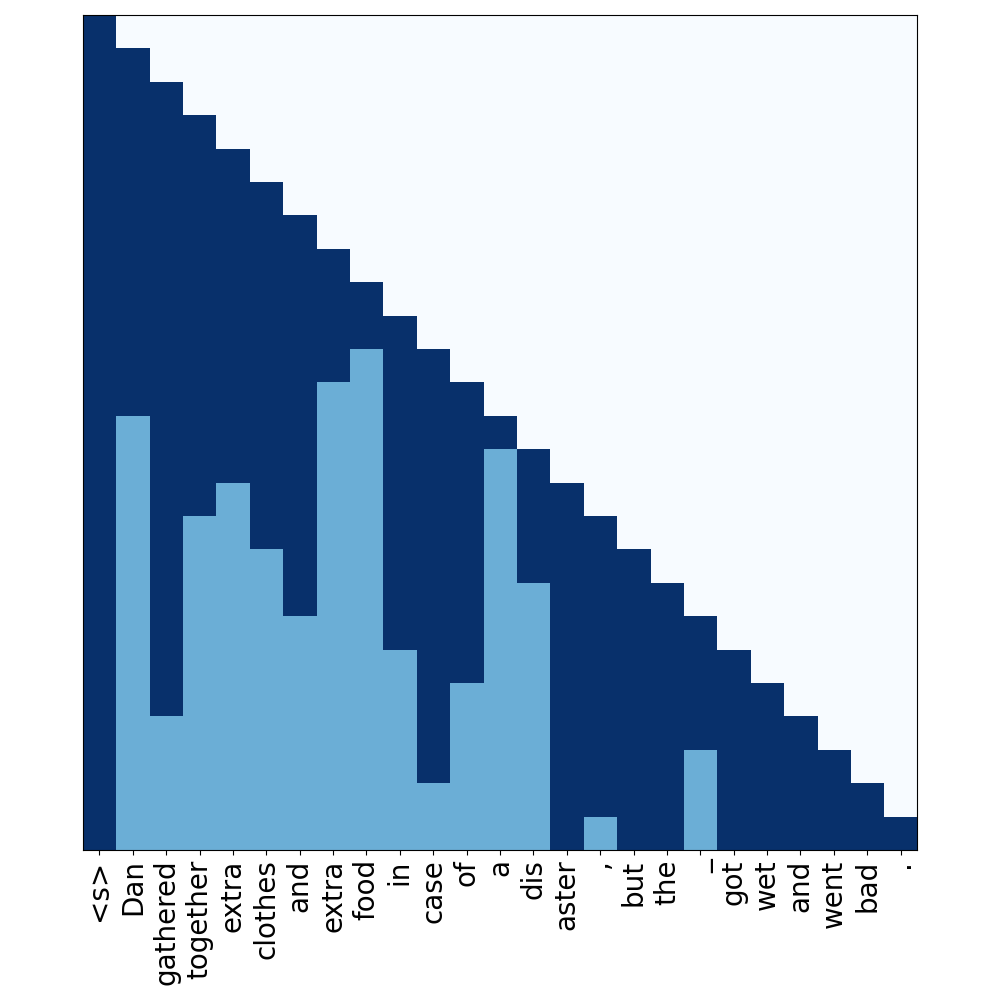 <s>
Dan
gathered
together
extra
clothes
and
extra
food
in
case
of
a
dis
aster
,
but
the
_
got
wet
and
went
bad
.